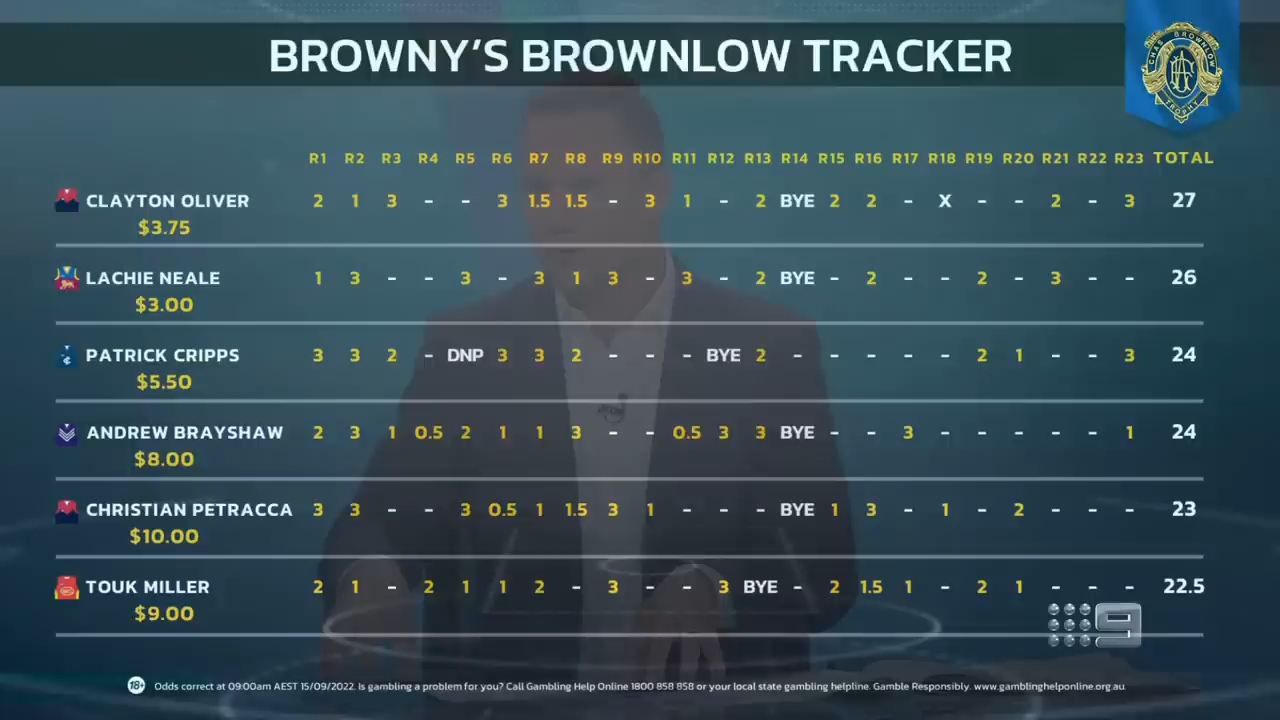 BROWNY'S BROWNLOW TRACKER
CHAS BROWNLOW TROPHY
R1 R2 R3 R4 R5 R6 R7 R8 R9 R10 R11 R12 R13 R14 R15 R16 R17 R18 R19 R20 R21 R22 R23 TOTAL
CLAYTON OLIVER 2 1 3 - - 3 1.5 1.5 - 3 1 - 2 BYE 2 2 - X - - 2 - 3 27
$3.75
LACHIE NEALE 1 3 - - 3 - 3 1 3 - 3 - 2 BYE - 2 - - 2 - 3 - - 26
$3.00
PATRICK CRIPPS 3 3 2 - DNP 3 3 2 - - - BYE 2 - - - - - 2 1 - - 3 24
$5.50
ANDREW BRAYSHAW 2 3 1 0.5 2 1 1 3 - - 0.5 3 3 BYE - - 3 - - - - - 1 24
$8.00
CHRISTIAN PETRACCA 3 3 - - 3 0.5 1 1.5 3 1 - - - BYE 1 3 - 1 - 2 - - - 23
$10.00
TOUK MILLER 2 1 - 2 1 1 2 - 3 - - 3 BYE - 2 1.5 1 - 2 1 - - - 22.5
$9.00
9
18+ Odds correct at 09:00am AEST 15/09/2022. Is gambling a problem for you? Call Gambling Help Online 1800 858 858 or your local state gambling helpline. Gamble Responsibly. www.gamblinghelponline.org.au.